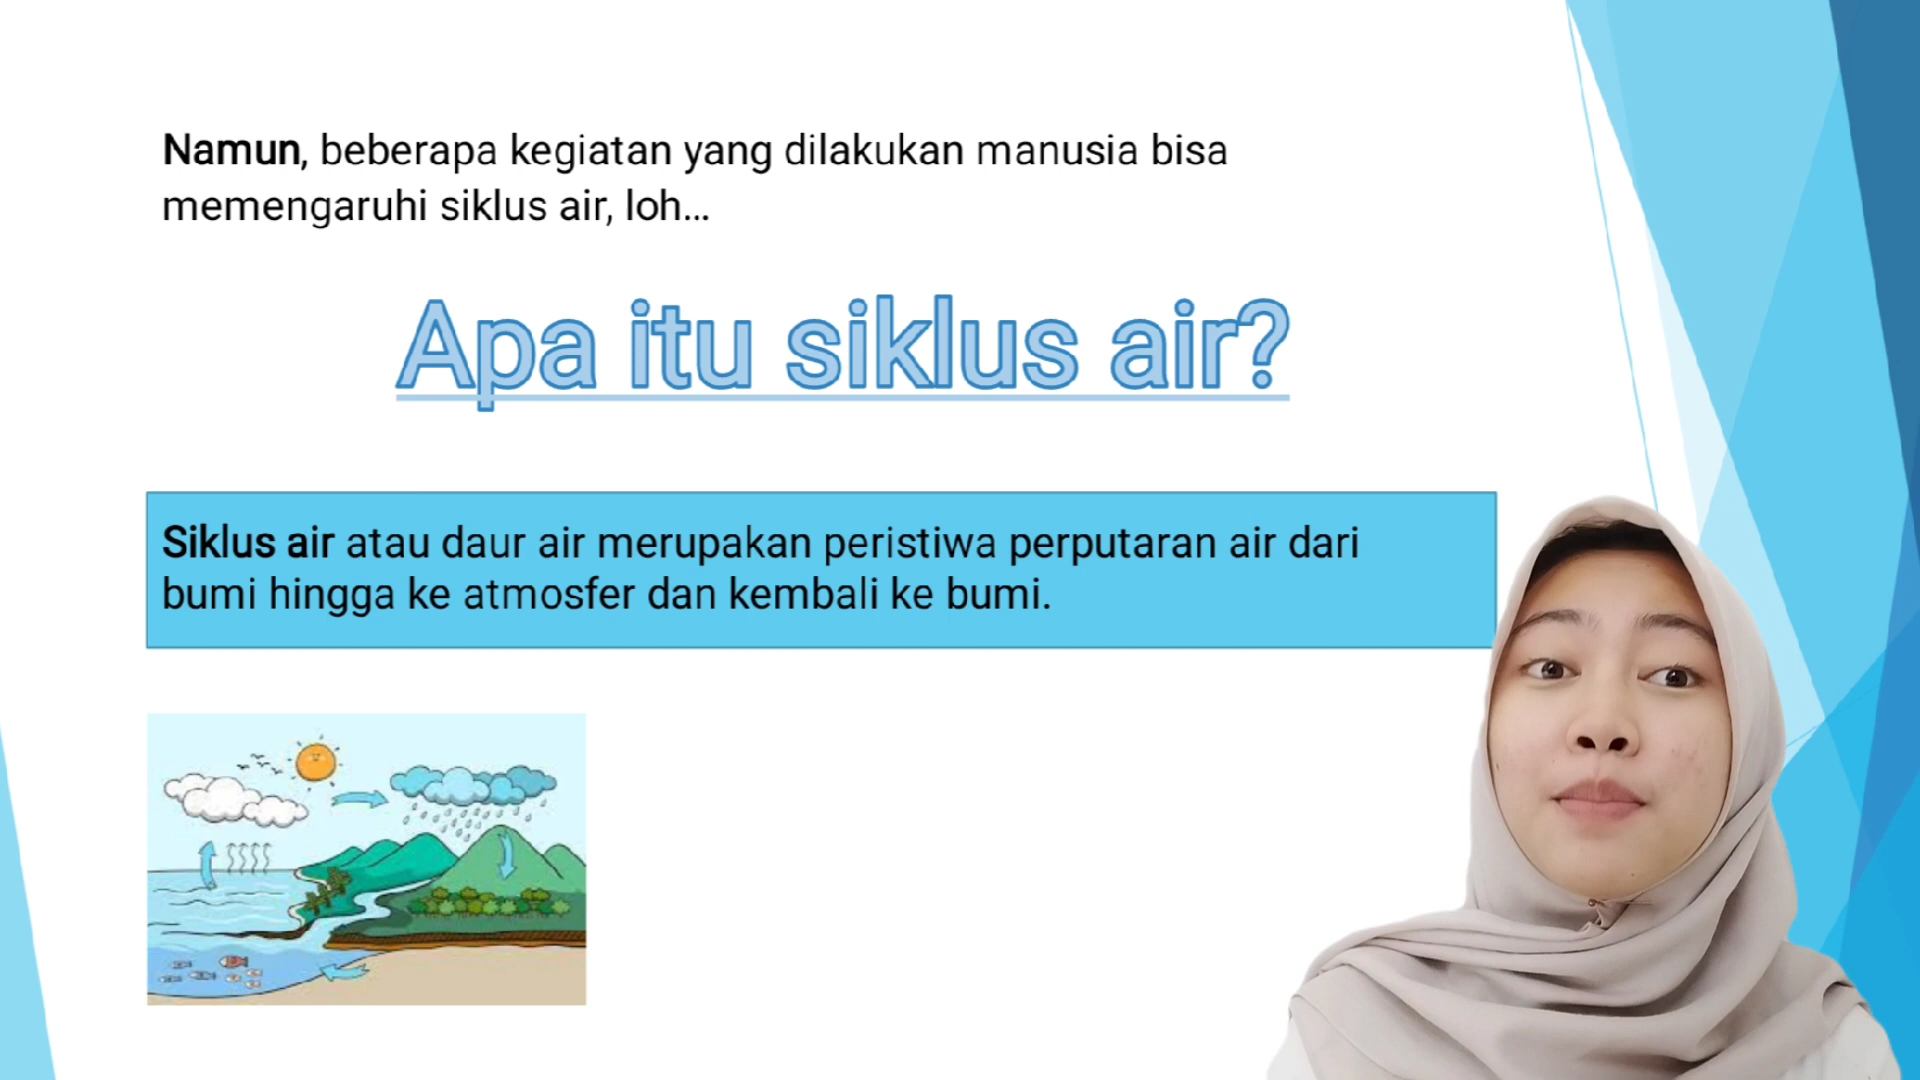 Namun, beberapa kegiatan yang dilakukan manusia bisa
memengaruhi siklus air, loh...
Apa itu siklus air?
Siklus air atau daur air merupakan peristiwa perputaran air dari
bumi hingga ke atmosfer dan kembali ke bumi.